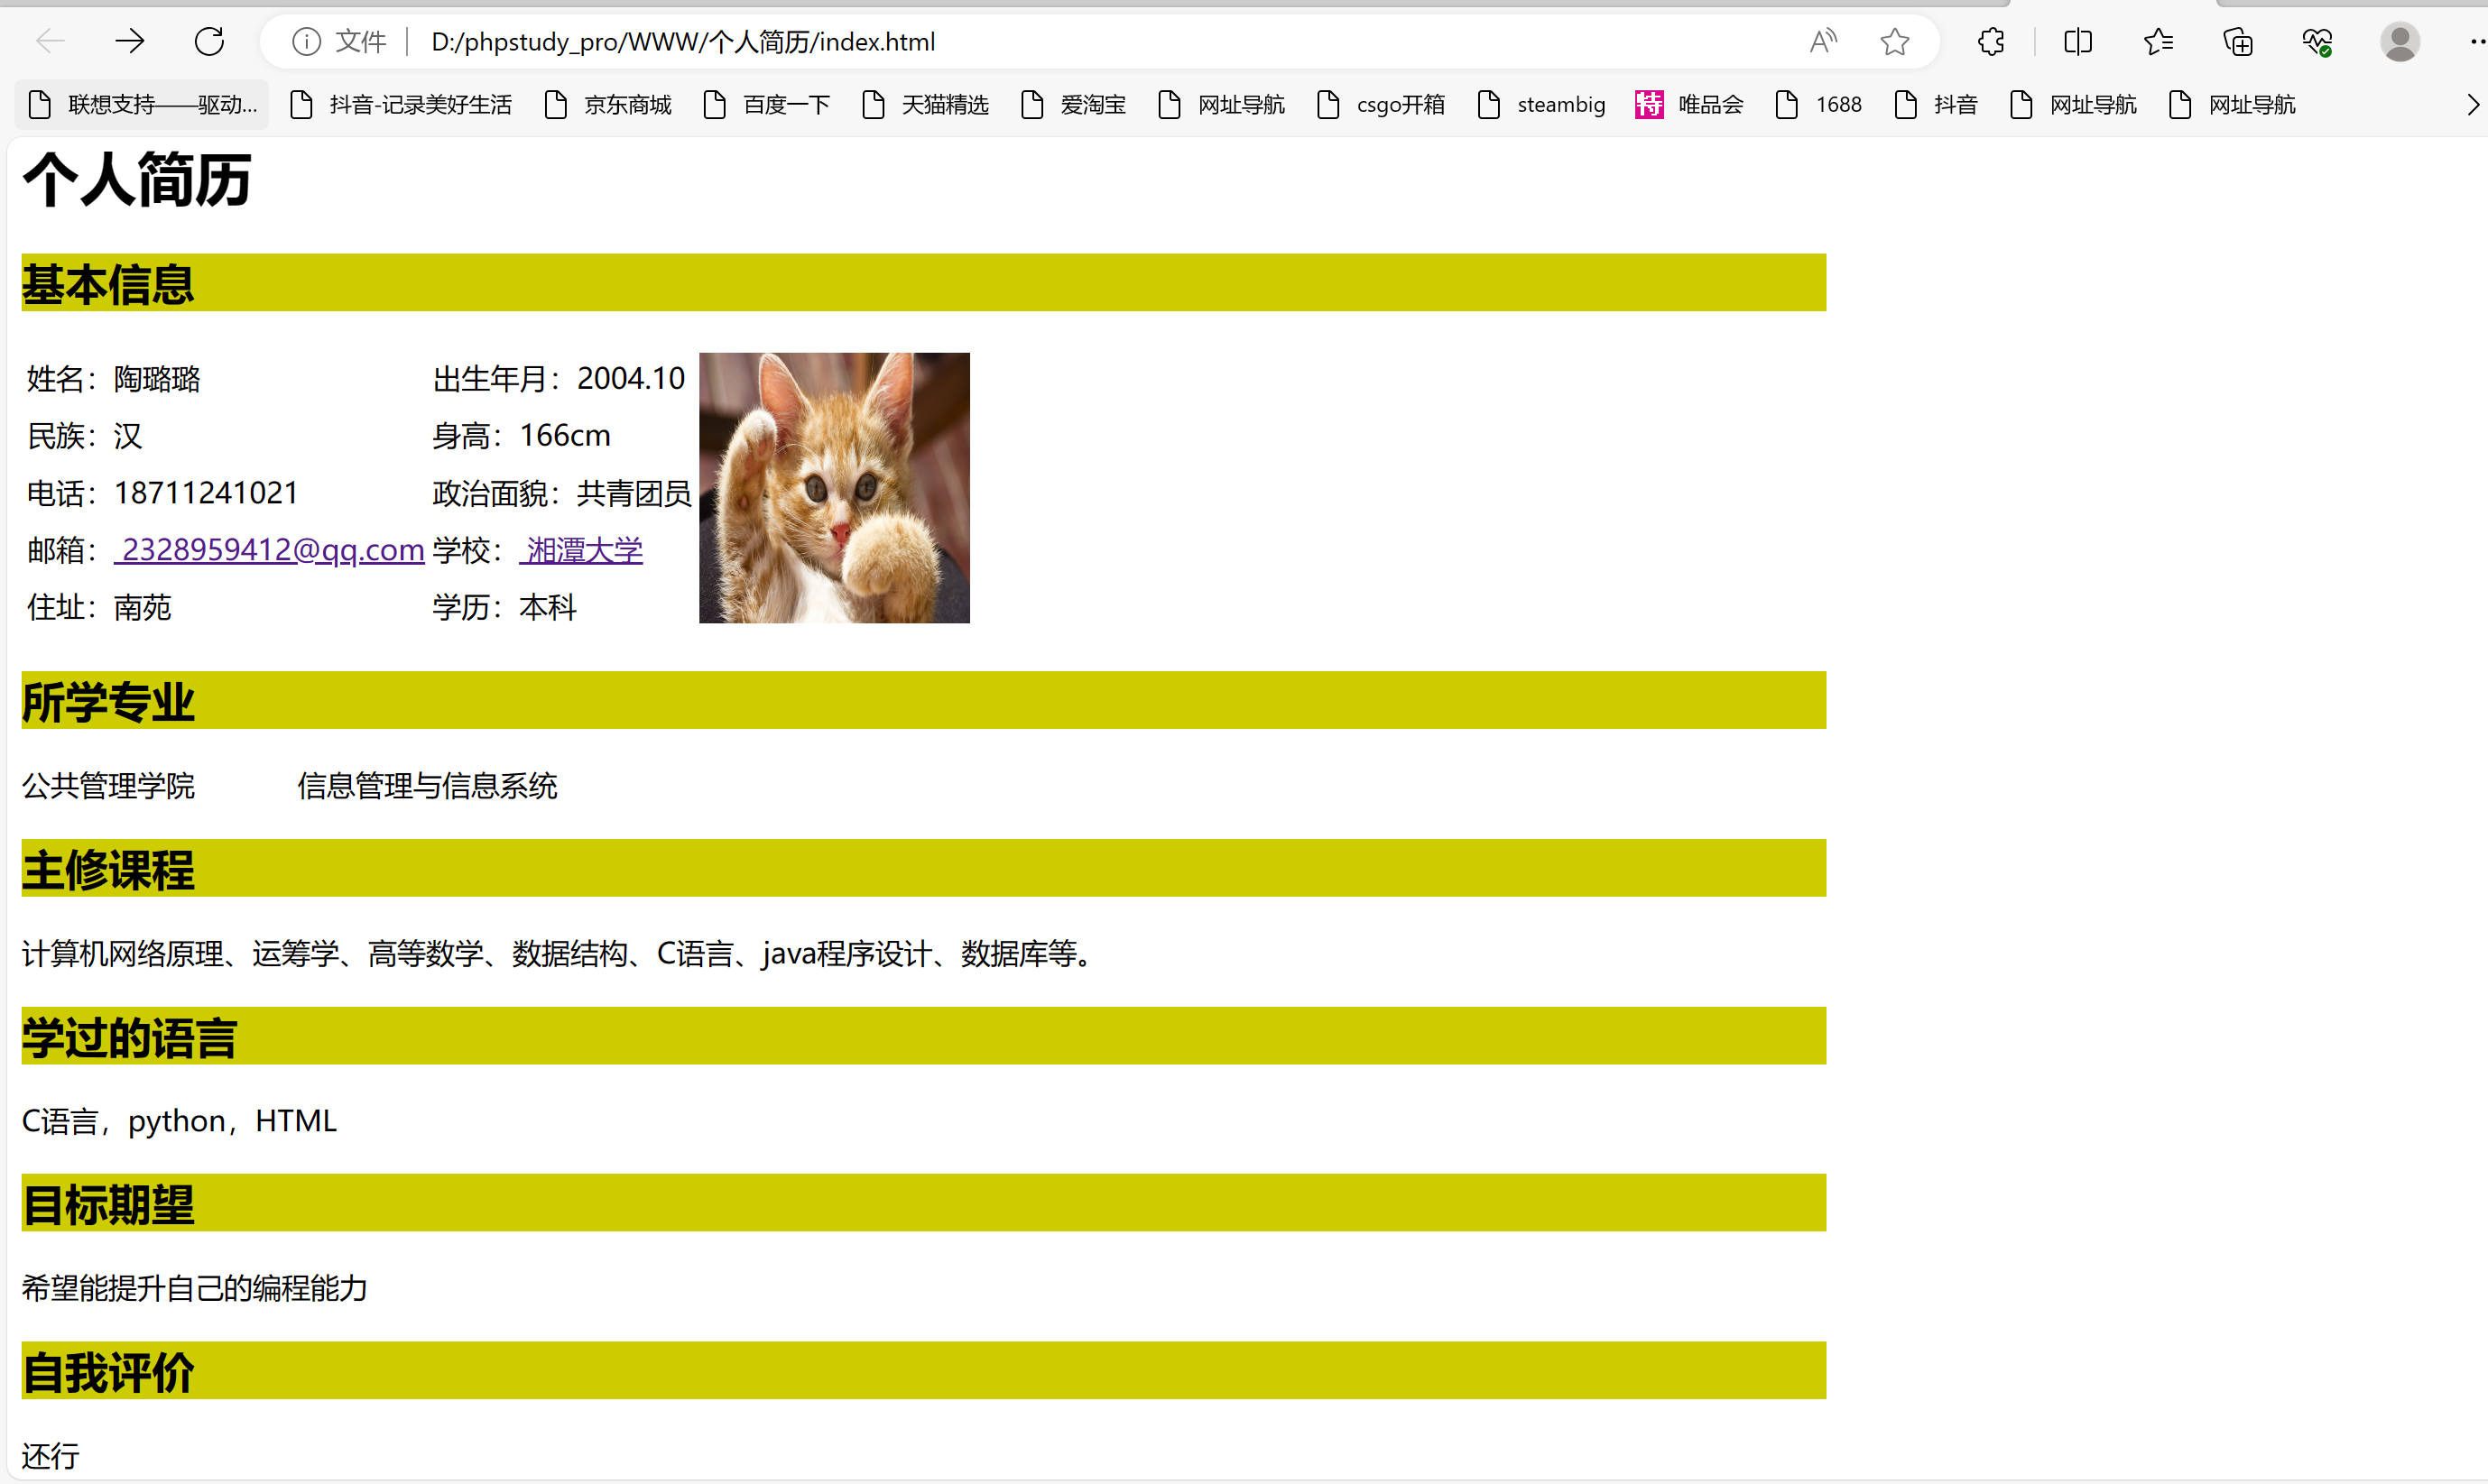 文件 D:/phpstudy_pro/WWW/个人简历/index.html
联想支持——驱动... 抖音-记录美好生活 京东商城 百度一下 天猫精选 爱淘宝 网址导航 csgo开箱 steambig 特 唯品会 1688 抖音 网址导航 网址导航
个人简历
基本信息
姓名：陶璐璐 出生年月：2004.10
民族：汉 身高：166cm
电话：18711241021 政治面貌：共青团员
邮箱： 2328959412@qq.com 学校： 湘潭大学
住址：南苑 学历：本科
所学专业
公共管理学院 信息管理与信息系统
主修课程
计算机网络原理、运筹学、高等数学、数据结构、C语言、java程序设计、数据库等。
学过的语言
C语言，python，HTML
目标期望
希望能提升自己的编程能力
自我评价
还行